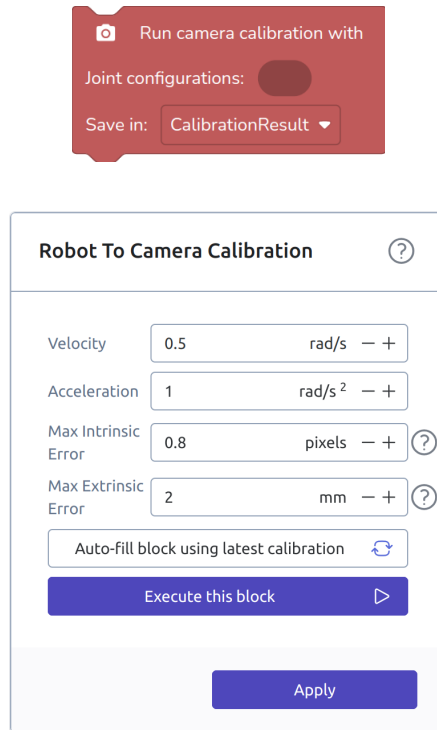 Run camera calibration with
Joint configurations:
Save in: CalibrationResult
Robot To Camera Calibration ?
Velocity 0.5 rad/s − +
Acceleration 1 rad/s ² − +
Max Intrinsic
Error 0.8 pixels − + ?
Max Extrinsic
Error 2 mm − + ?
Auto-fill block using latest calibration
Execute this block
Apply